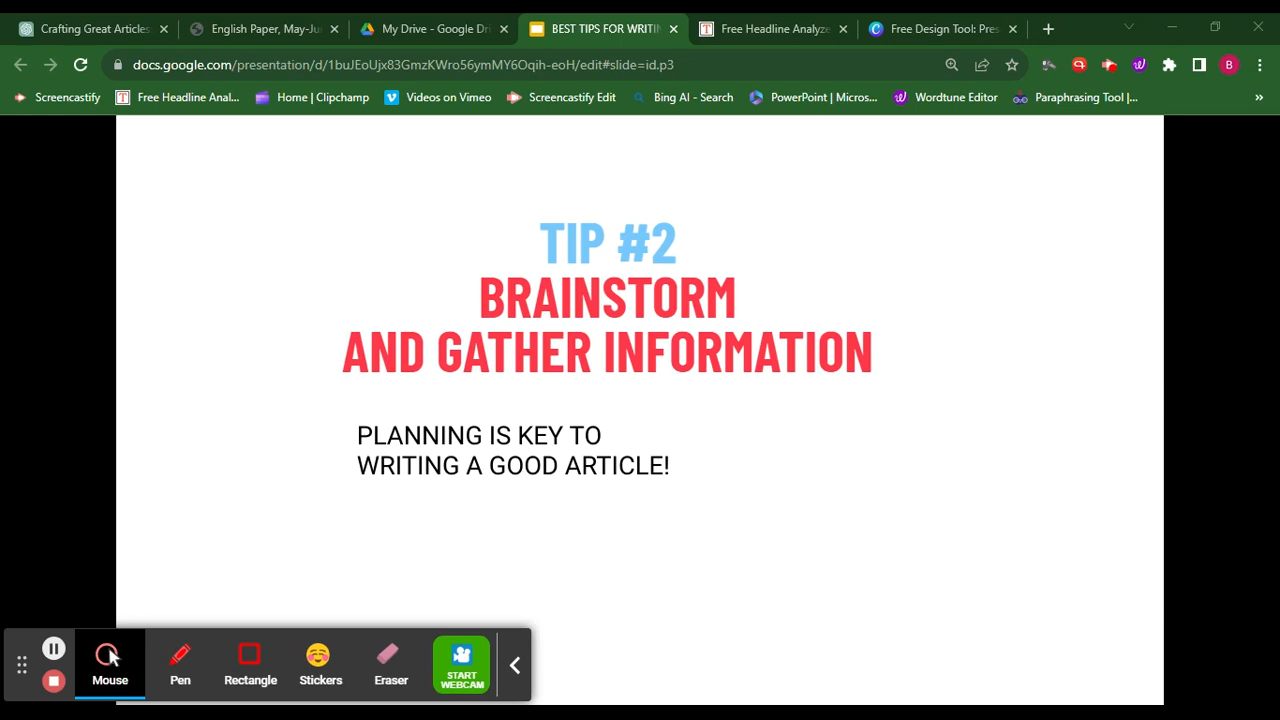 Crafting Great Articles
English Paper, May-Ju
My Drive - Google Dri
BEST TIPS FOR WRITIN
Free Headline Analyze
Free Design Tool: Pres
docs.google.com/presentation/d/1buJEoUjx83GmzKWro56ymMY6Oqih-eoH/edit#slide=id.p3
B
Screencastify
Free Headline Anal...
Home | Clipchamp
Videos on Vimeo
Screencastify Edit
Bing AI - Search
PowerPoint | Micros...
Wordtune Editor
Paraphrasing Tool |...
TIP #2
BRAINSTORM
AND GATHER INFORMATION
PLANNING IS KEY TO
WRITING A GOOD ARTICLE!
Mouse
Pen
Rectangle
Stickers
Eraser
START
WEBCAM